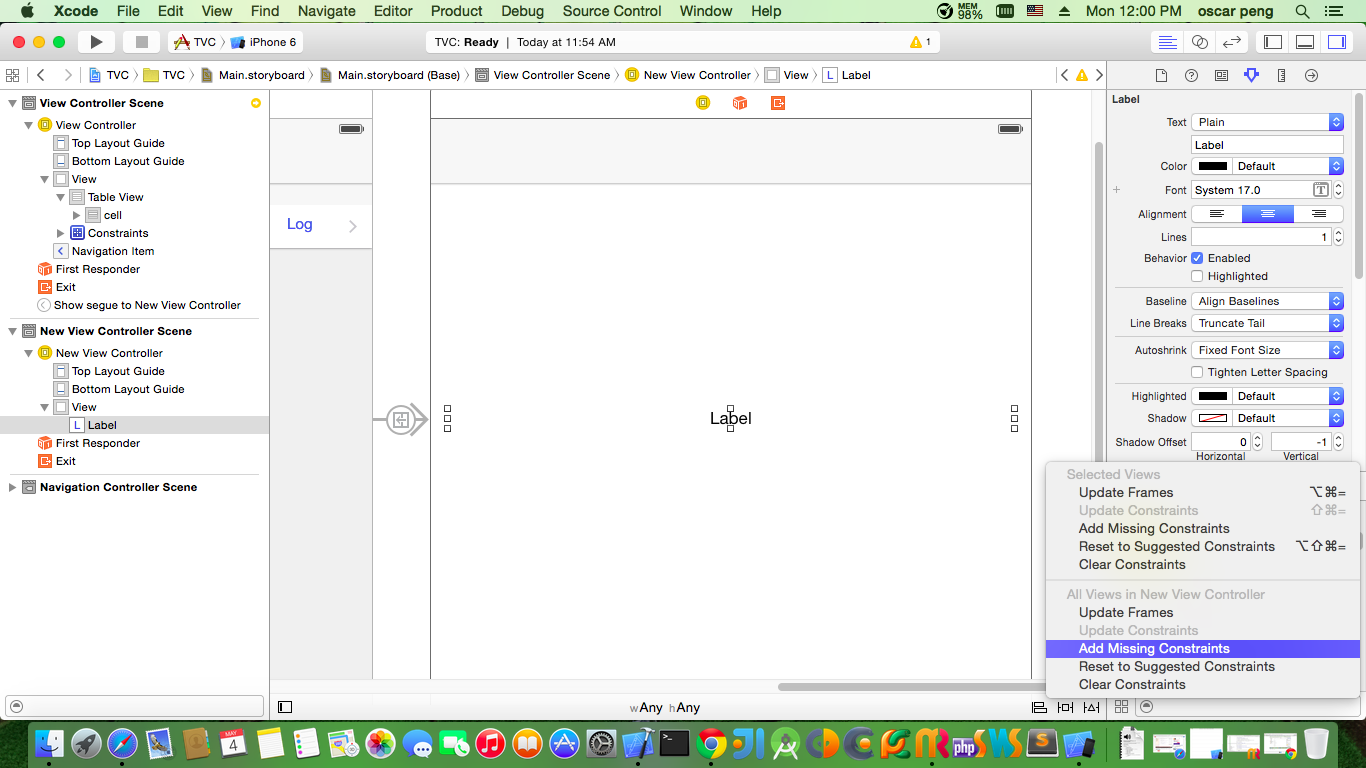 Xcode File Edit View Find Navigate Editor Product Debug Source Control Window Help MEM 98% Mon 12:00 PM oscar peng
TVC iPhone 6 TVC: Ready | Today at 11:54 AM 1
TVC TVC Main.storyboard Main.storyboard (Base) View Controller Scene New View Controller View L Label
View Controller Scene
View Controller
Top Layout Guide
Bottom Layout Guide
View
Table View
cell
Constraints
Navigation Item
First Responder
Exit
Show segue to New View Controller
New View Controller Scene
New View Controller
Top Layout Guide
Bottom Layout Guide
View
L Label
First Responder
Exit
Navigation Controller Scene
Log
Label
wAny hAny
Label
Text Plain
Label
Color Default
Font System 17.0 T
Alignment
Lines 1
Behavior Enabled
Highlighted
Baseline Align Baselines
Line Breaks Truncate Tail
Autoshrink Fixed Font Size
Tighten Letter Spacing
Highlighted Default
Shadow Default
Shadow Offset 0 -1
Horizontal Vertical
Selected Views
Update Frames ⌥⌘=
Update Constraints ⇧⌘=
Add Missing Constraints
Reset to Suggested Constraints ⌥⇧⌘=
Clear Constraints
All Views in New View Controller
Update Frames
Update Constraints
Add Missing Constraints
Reset to Suggested Constraints
Clear Constraints
MAY
4
php
WS
S